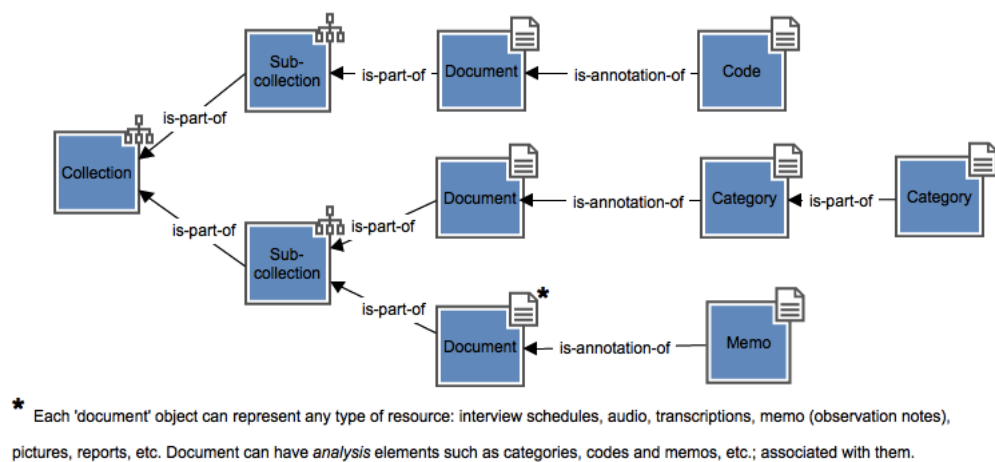 Sub-
collection
is-part-of
Document
is-annotation-of
Code
is-part-of
Collection
Document
is-annotation-of
Category
is-part-of
Category
is-part-of
is-part-of
Sub-
collection
is-part-of
*
Document
is-annotation-of
Memo
* Each 'document' object can represent any type of resource: interview schedules, audio, transcriptions, memo (observation notes),
pictures, reports, etc. Document can have analysis elements such as categories, codes and memos, etc.; associated with them.